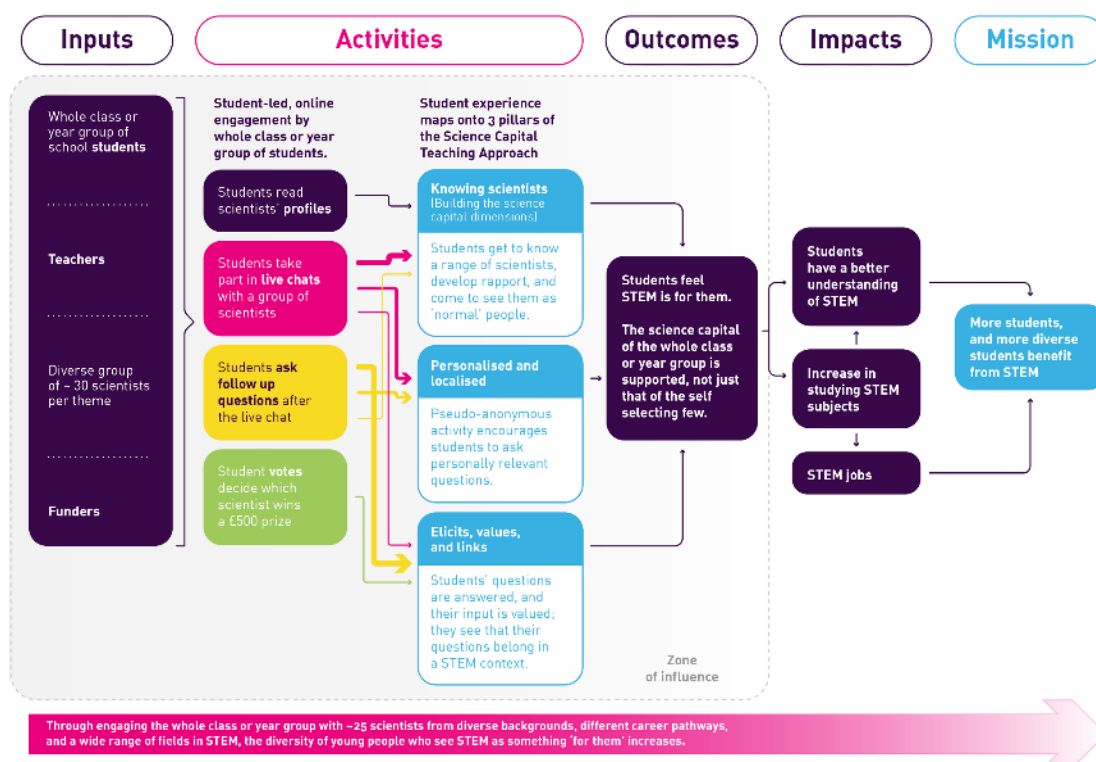 Inputs
Activities
Outcomes
Impacts
Mission
Whole class or
year group of
school students
Teachers
Diverse group
of ~ 30 scientists
per theme
Funders
Student-led, online
engagement by
whole class or year
group of students.
Students read
scientists' profiles
Students take
part in live chats
with a group of
scientists
Students ask
follow up
questions after
the live chat
Student votes
decide which
scientist wins
a £500 prize
Student experience
maps onto 3 pillars of
the Science Capital
Teaching Approach
Knowing scientists
(Building the science
capital dimensions)
Students get to know
a range of scientists,
develop rapport, and
come to see them as
'normal' people.
Personalised and
localised
Pseudo-anonymous
activity encourages
students to ask
personally relevant
questions.
Elicits, values,
and links
Students' questions
are answered, and
their input is valued;
they see that their
questions belong in
a STEM context.
Students feel
STEM is for them.
The science capital
of the whole class
or year group is
supported, not just
that of the self
selecting few.
Zone
of influence
Students
have a better
understanding
of STEM
Increase in
studying STEM
subjects
STEM jobs
More students,
and more diverse
students benefit
from STEM
Through engaging the whole class or year group with ~25 scientists from diverse backgrounds, different career pathways,
and a wide range of fields in STEM, the diversity of young people who see STEM as something 'for them' increases.